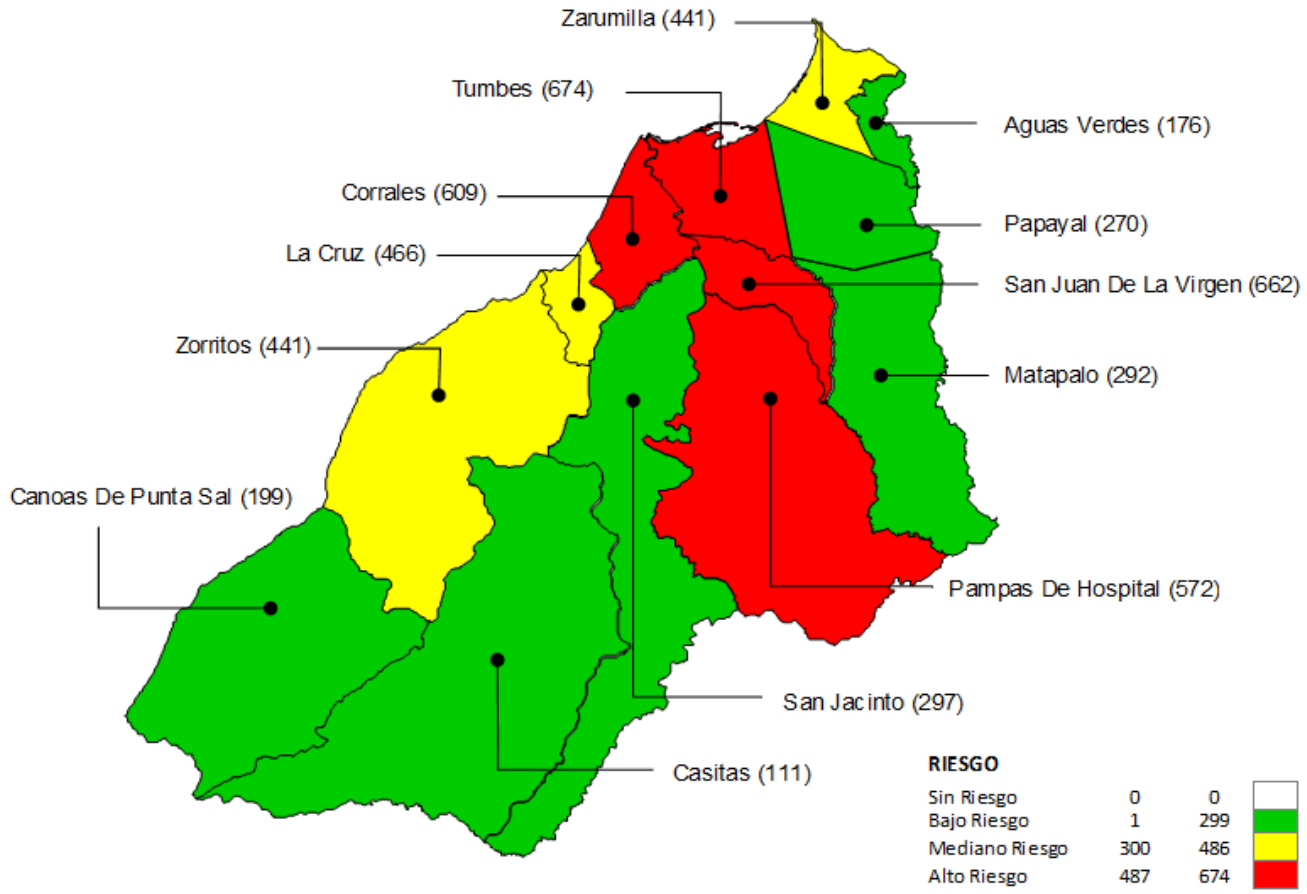 Zarumilla (441)
Tumbes (674)
Aguas Verdes (176)
Corrales (609)
Papayal (270)
La Cruz (466)
San Juan De La Virgen (662)
Zorritos (441)
Matapalo (292)
Canoas De Punta Sal (199)
Pampas De Hospital (572)
San Jacinto (297)
Casitas (111)
RIESGO
Sin Riesgo 0 0
Bajo Riesgo 1 299
Mediano Riesgo 300 486
Alto Riesgo 487 674